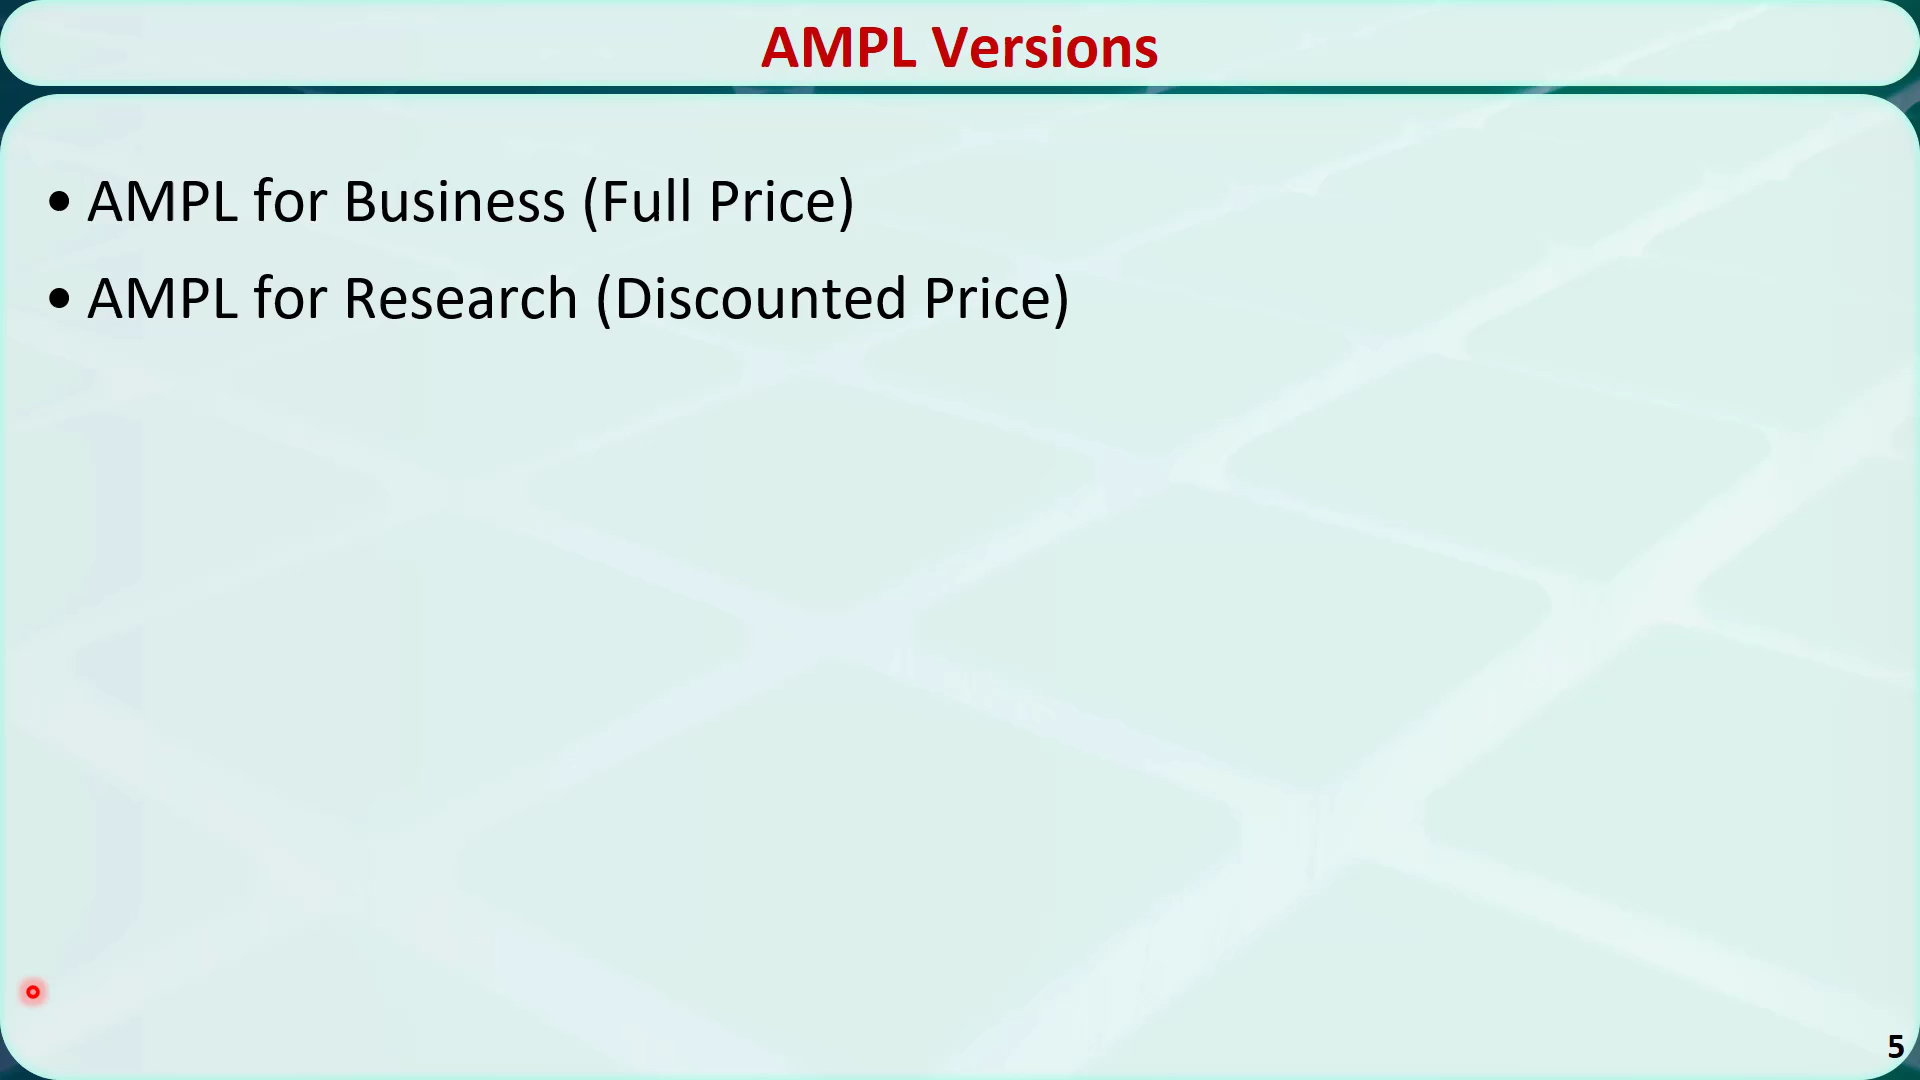 AMPL Versions
• AMPL for Business (Full Price)
• AMPL for Research (Discounted Price)
5